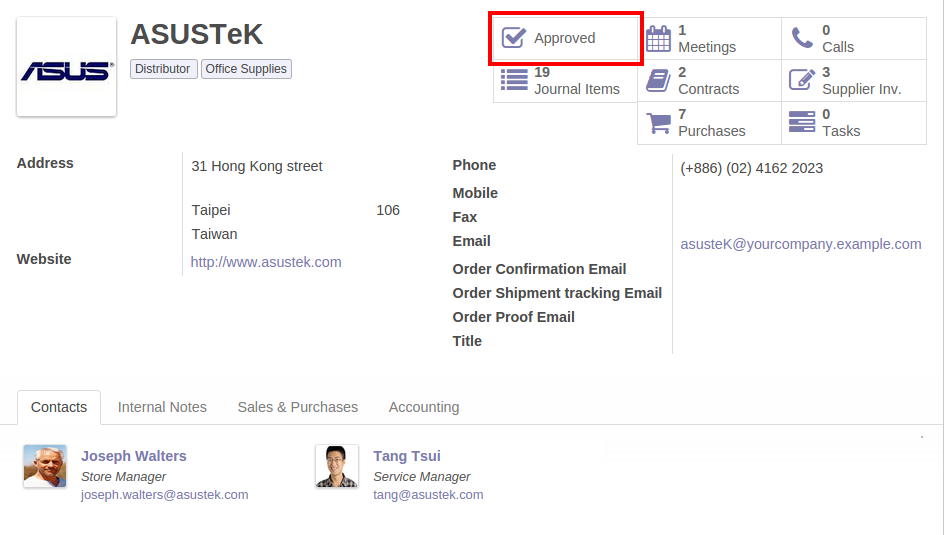 ASUSTeK
Distributor Office Supplies
ASUS®
Approved
1
Meetings
0
Calls
19
Journal Items
2
Contracts
3
Supplier Inv.
7
Purchases
0
Tasks
Address
31 Hong Kong street
Taipei 106
Taiwan
Website
http://www.asustek.com
Phone
(+886) (02) 4162 2023
Mobile
Fax
Email
asusteK@yourcompany.example.com
Order Confirmation Email
Order Shipment tracking Email
Order Proof Email
Title
Contacts Internal Notes Sales & Purchases Accounting
Joseph Walters
Store Manager
joseph.walters@asustek.com
Tang Tsui
Service Manager
tang@asustek.com